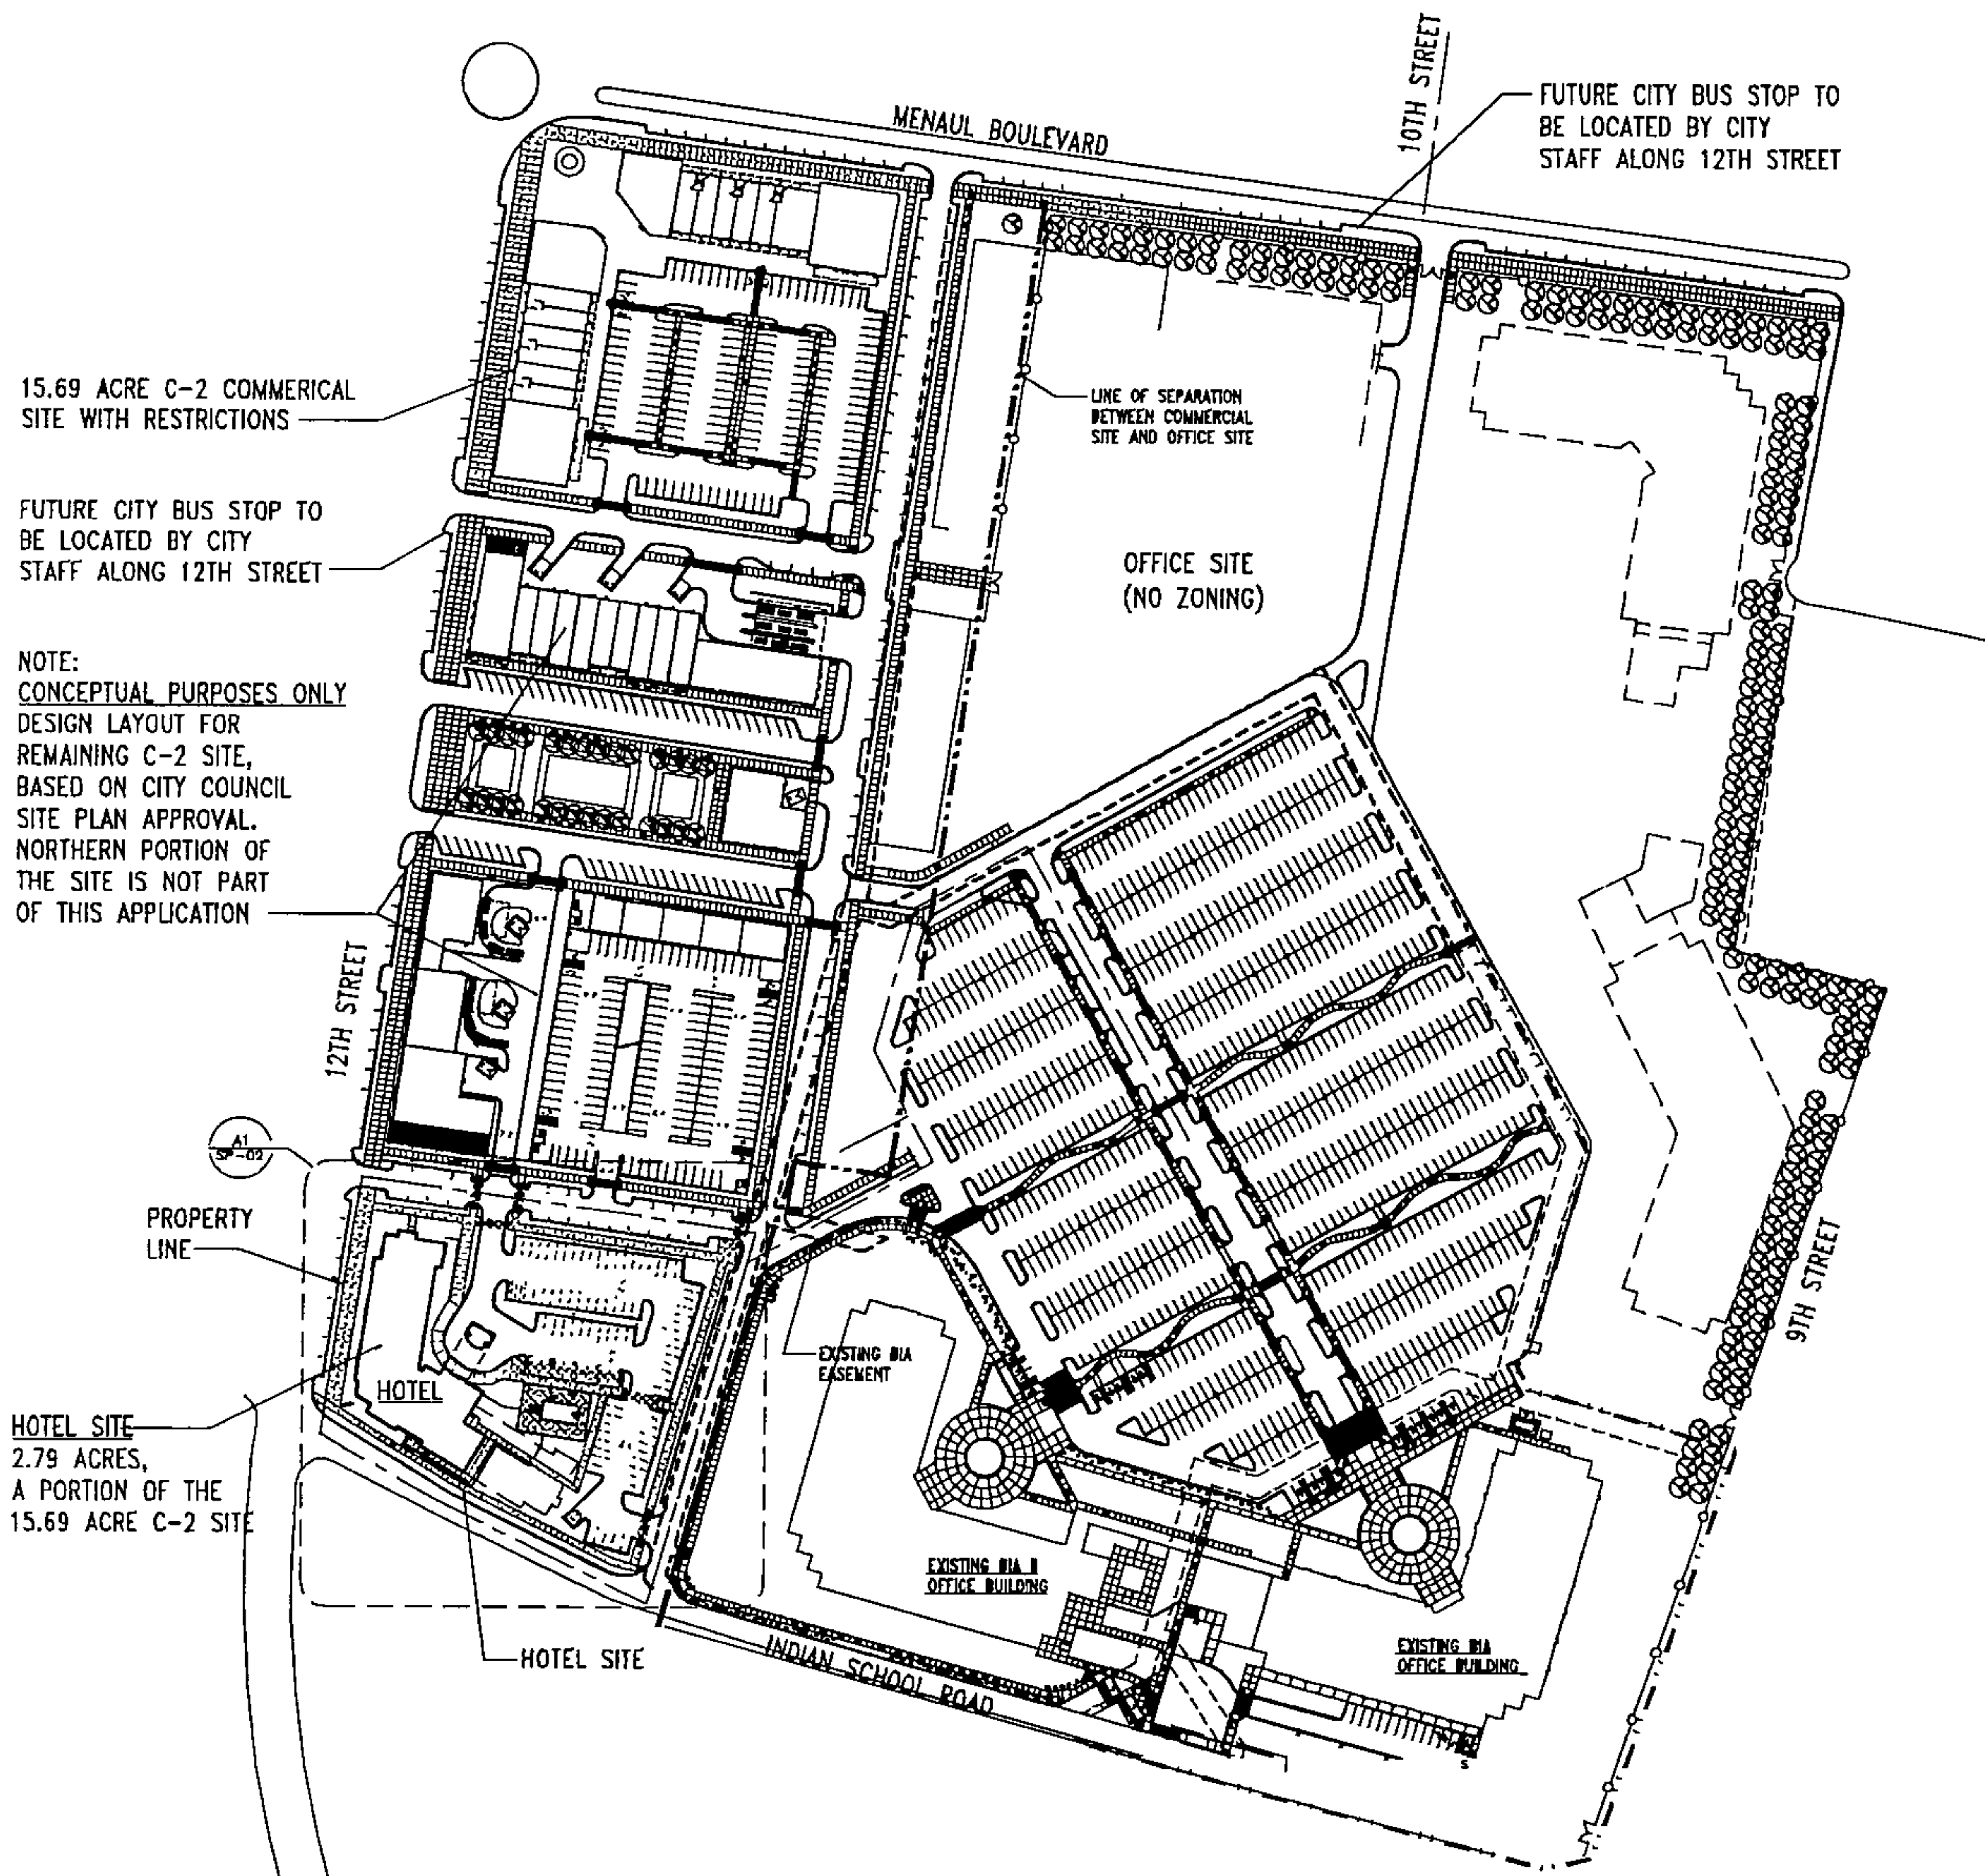 MENAUL BOULEVARD
10TH STREET
FUTURE CITY BUS STOP TO
BE LOCATED BY CITY
STAFF ALONG 12TH STREET
15.69 ACRE C-2 COMMERICAL
SITE WITH RESTRICTIONS
LINE OF SEPARATION
BETWEEN COMMERCIAL
SITE AND OFFICE SITE
FUTURE CITY BUS STOP TO
BE LOCATED BY CITY
STAFF ALONG 12TH STREET
OFFICE SITE
(NO ZONING)
NOTE:
CONCEPTUAL PURPOSES ONLY
DESIGN LAYOUT FOR
REMAINING C-2 SITE,
BASED ON CITY COUNCIL
SITE PLAN APPROVAL.
NORTHERN PORTION OF
THE SITE IS NOT PART
OF THIS APPLICATION
12TH STREET
A1
SP-02
PROPERTY
LINE
9TH STREET
EXISTING BIA
EASEMENT
HOTEL
HOTEL SITE
2.79 ACRES,
A PORTION OF THE
15.69 ACRE C-2 SITE
EXISTING BIA II
OFFICE BUILDING
HOTEL SITE
INDIAN SCHOOL ROAD
EXISTING BIA
OFFICE BUILDING
S